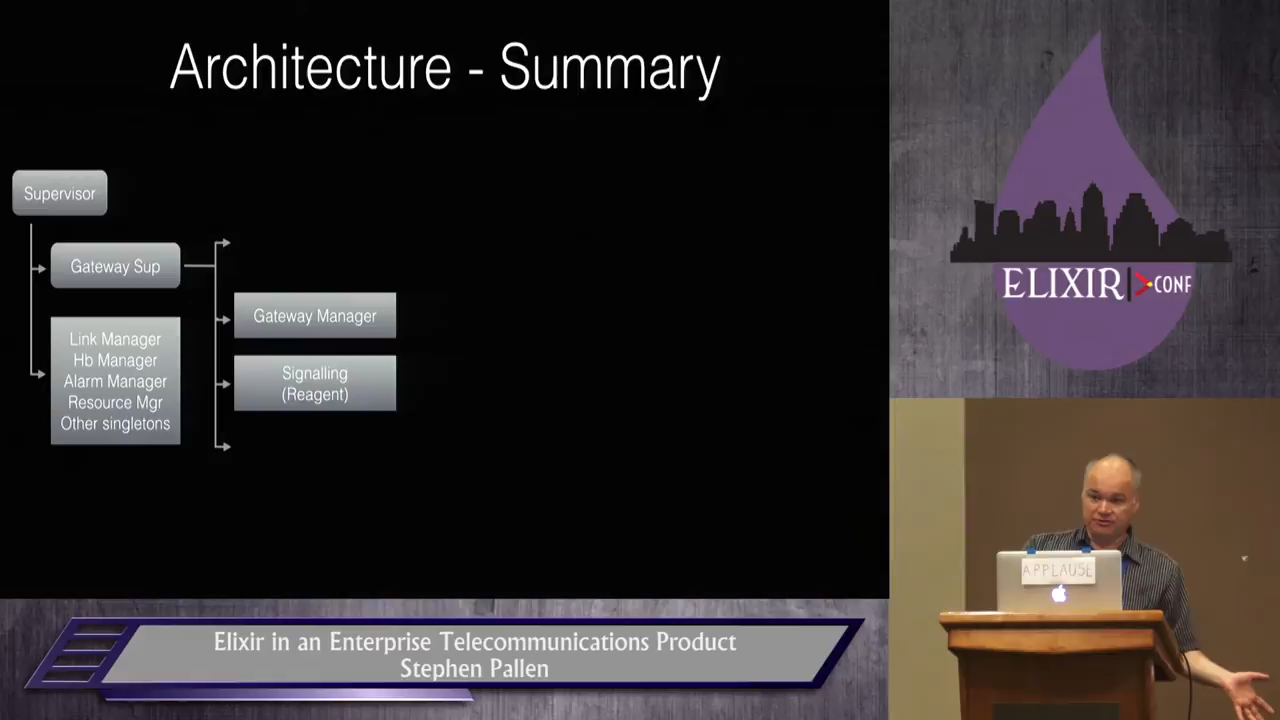 Architecture - Summary
Supervisor
Gateway Sup
Link Manager
Hb Manager
Alarm Manager
Resource Mgr
Other singletons
Gateway Manager
Signalling
(Reagent)
ELIXIR
CONF
APPLAUSE
Elixir in an Enterprise Telecommunications Product
Stephen Pallen